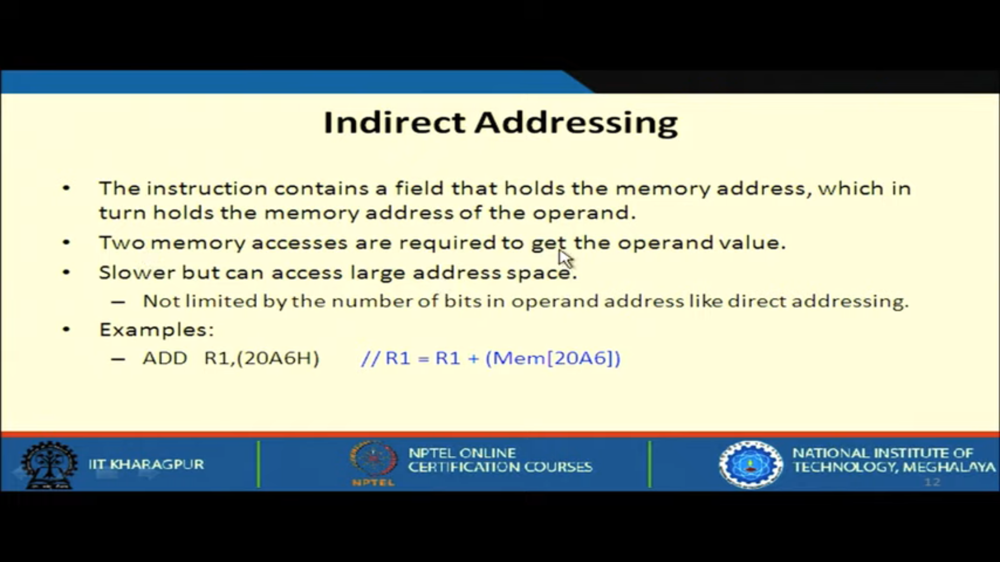 Indirect Addressing
• The instruction contains a field that holds the memory address, which in
turn holds the memory address of the operand.
• Two memory accesses are required to get the operand value.
• Slower but can access large address space.
– Not limited by the number of bits in operand address like direct addressing.
• Examples:
– ADD R1,(20A6H) // R1 = R1 + (Mem[20A6])
IIT KHARAGPUR
NPTEL
NPTEL ONLINE
CERTIFICATION COURSES
NATIONAL INSTITUTE OF
TECHNOLOGY, MEGHALAYA
12